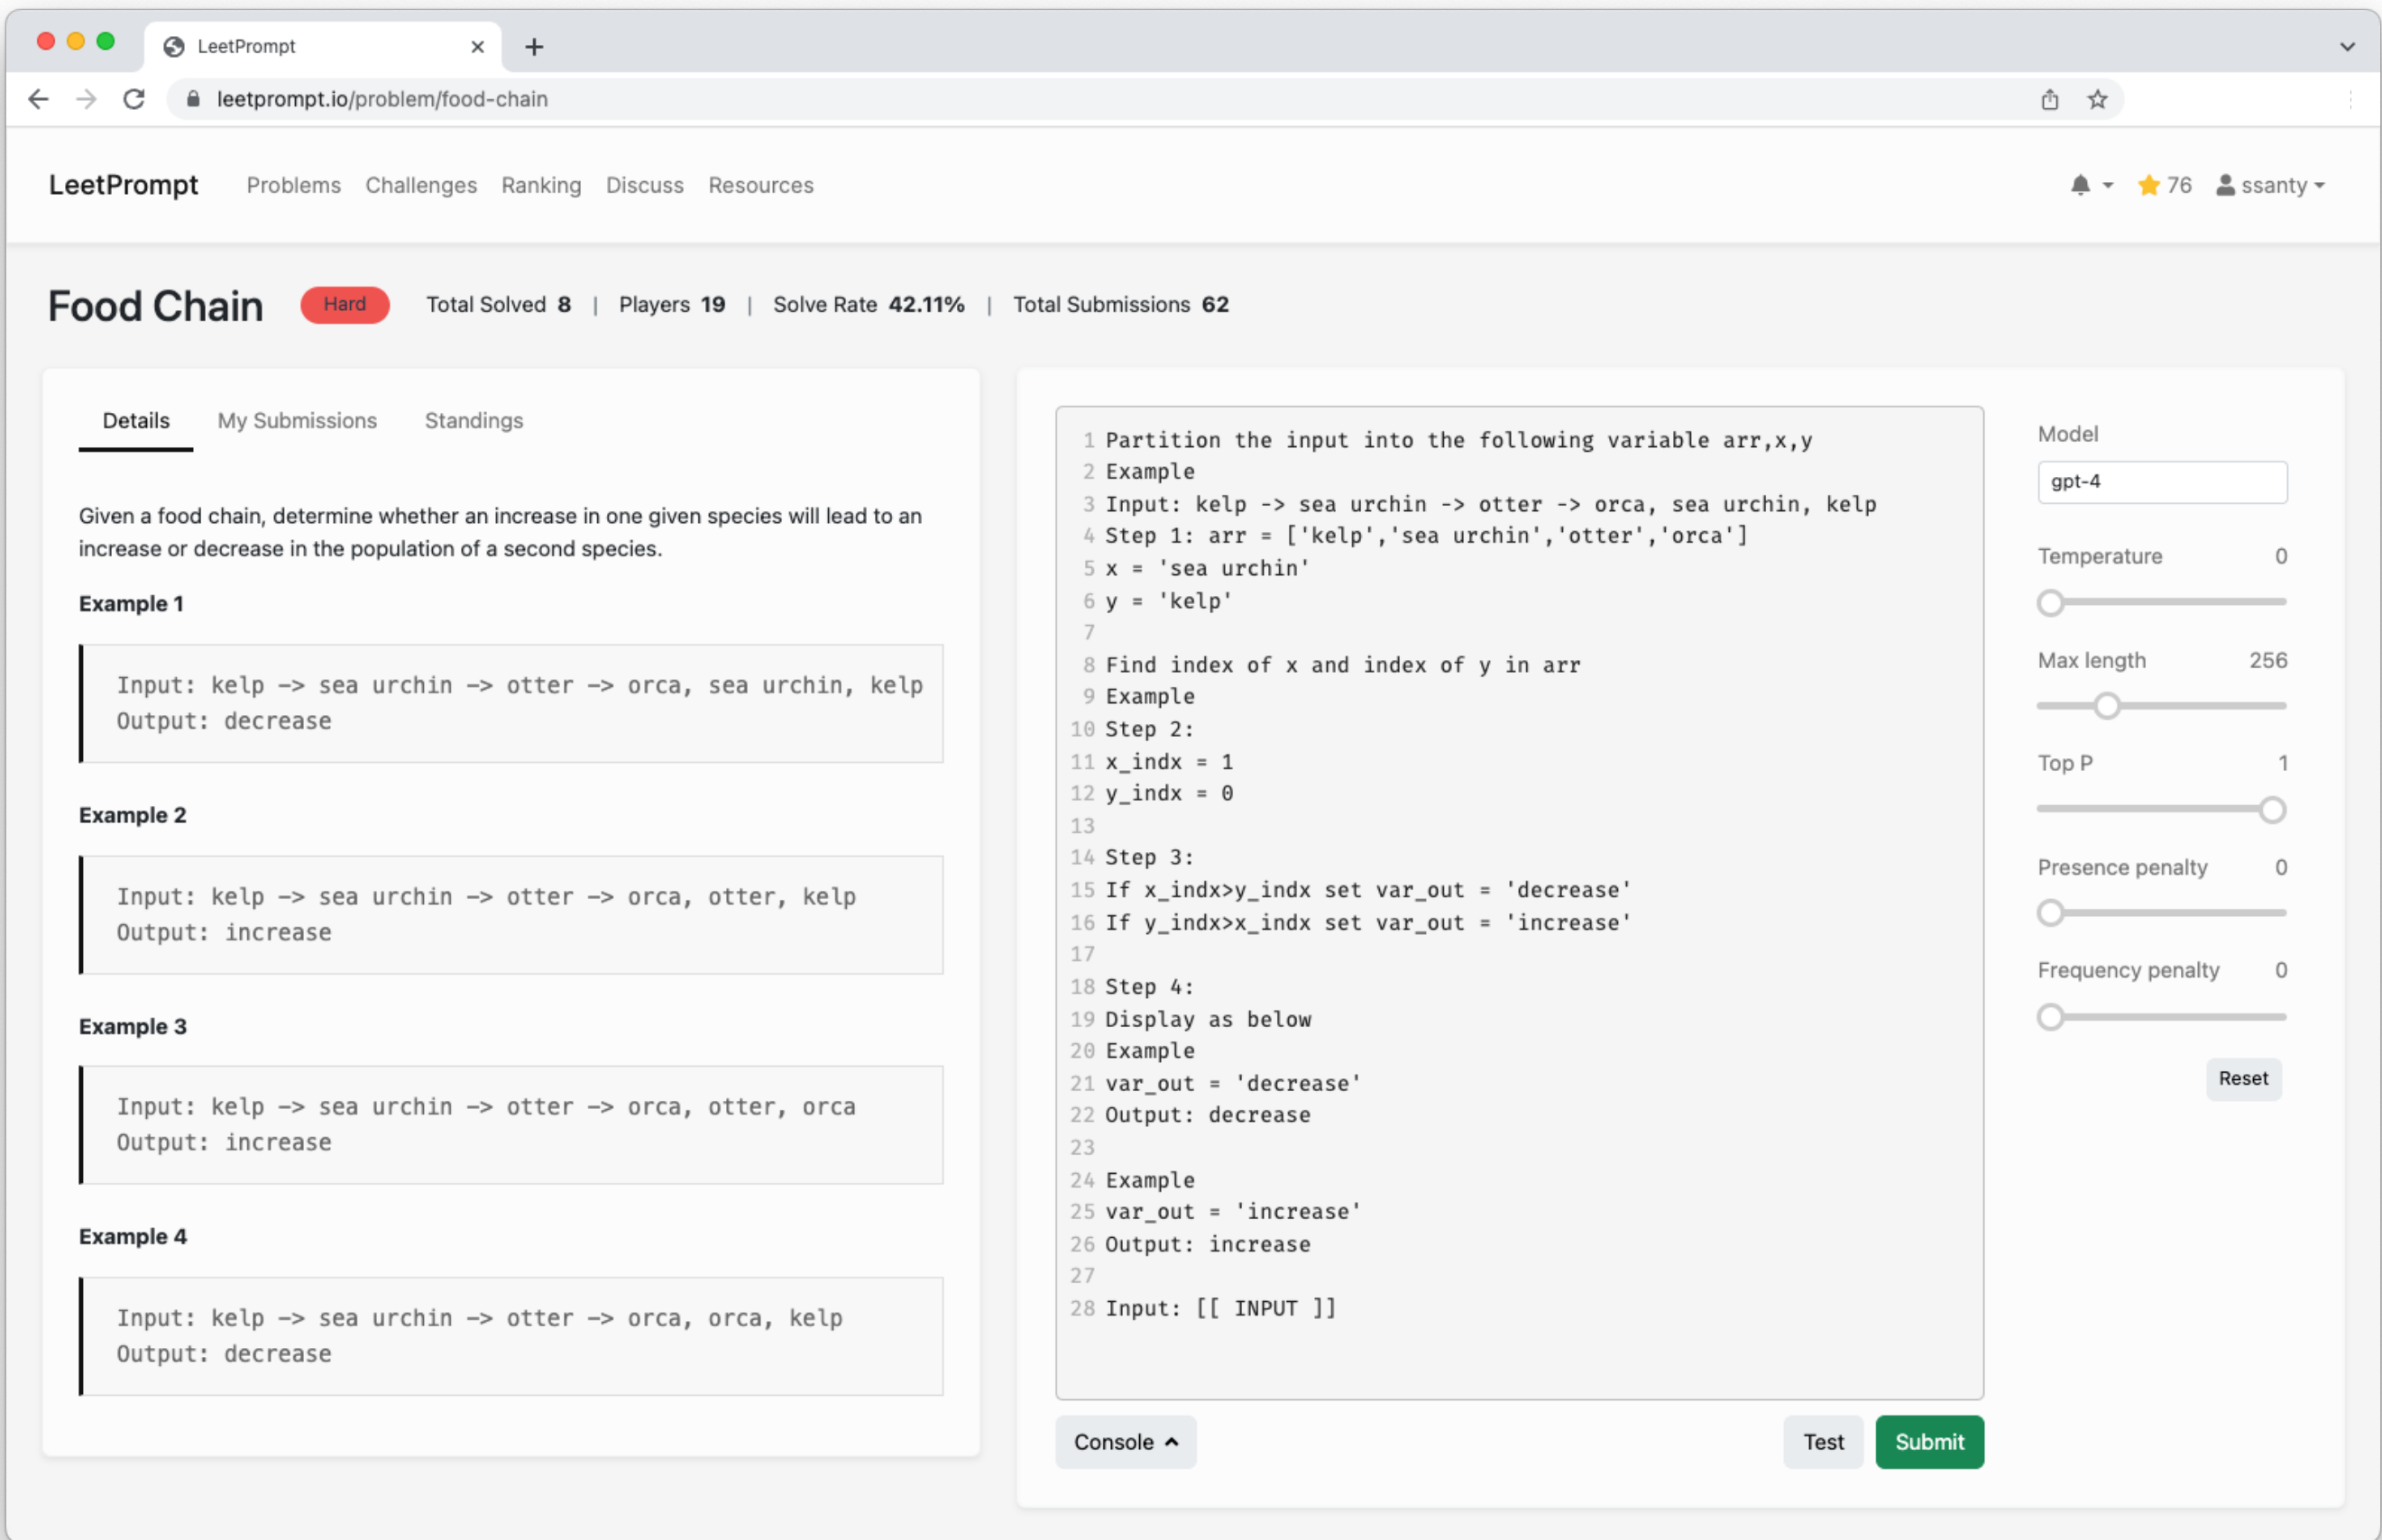 LeetPrompt
leetprompt.io/problem/food-chain
LeetPrompt Problems Challenges Ranking Discuss Resources 76 ssanty
Food Chain Hard Total Solved 8 | Players 19 | Solve Rate 42.11% | Total Submissions 62
Details My Submissions Standings
Given a food chain, determine whether an increase in one given species will lead to an
increase or decrease in the population of a second species.
Example 1
Input: kelp -> sea urchin -> otter -> orca, sea urchin, kelp
Output: decrease
Example 2
Input: kelp -> sea urchin -> otter -> orca, otter, kelp
Output: increase
Example 3
Input: kelp -> sea urchin -> otter -> orca, otter, orca
Output: increase
Example 4
Input: kelp -> sea urchin -> otter -> orca, orca, kelp
Output: decrease
1 Partition the input into the following variable arr,x,y
2 Example
3 Input: kelp -> sea urchin -> otter -> orca, sea urchin, kelp
4 Step 1: arr = ['kelp','sea urchin','otter','orca']
5 x = 'sea urchin'
6 y = 'kelp'
7
8 Find index of x and index of y in arr
9 Example
10 Step 2:
11 x_indx = 1
12 y_indx = 0
13
14 Step 3:
15 If x_indx>y_indx set var_out = 'decrease'
16 If y_indx>x_indx set var_out = 'increase'
17
18 Step 4:
19 Display as below
20 Example
21 var_out = 'decrease'
22 Output: decrease
23
24 Example
25 var_out = 'increase'
26 Output: increase
27
28 Input: [[ INPUT ]]
Console Test Submit
Model
gpt-4
Temperature 0
Max length 256
Top P 1
Presence penalty 0
Frequency penalty 0
Reset